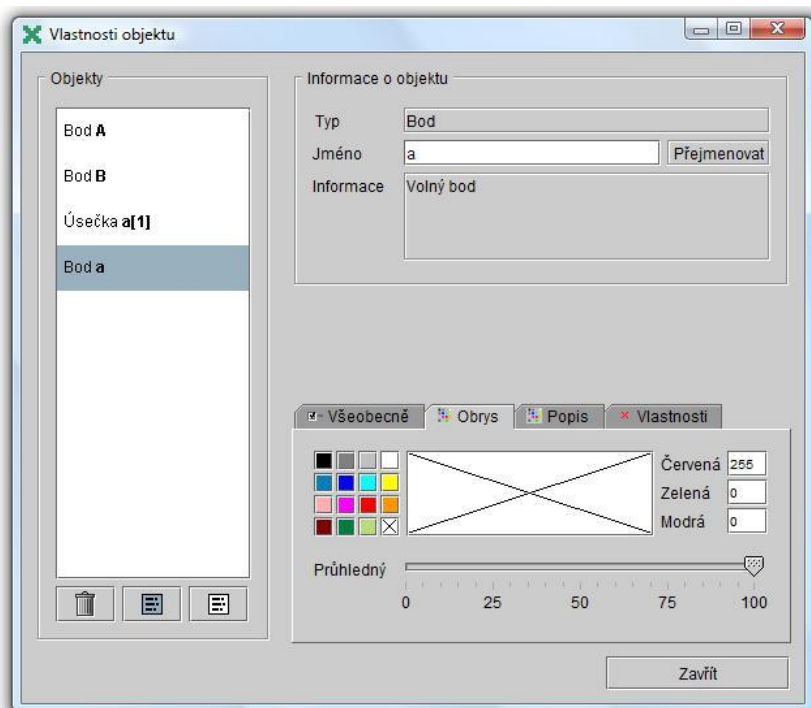 Vlastnosti objektu
Objekty
Bod A
Bod B
Úsečka a[1]
Bod a
Informace o objektu
Typ Bod
Jméno a Přejmenovat
Informace Volný bod
Všeobecně Obrys Popis Vlastnosti
Červená 255
Zelená 0
Modrá 0
Průhledný
0 25 50 75 100
Zavřít